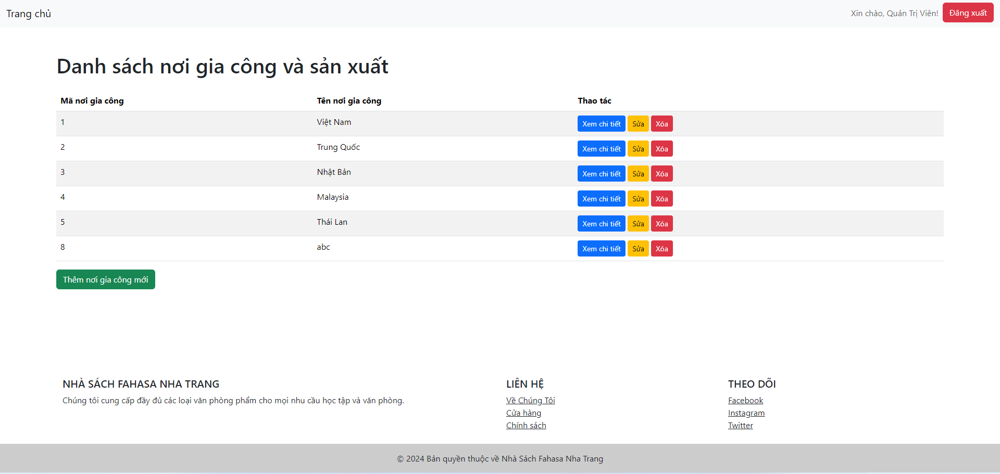 Trang chủ
Xin chào, Quản Trị Viên! Đăng xuất
Danh sách nơi gia công và sản xuất
Mã nơi gia công Tên nơi gia công Thao tác
1 Việt Nam Xem chi tiết Sửa Xóa
2 Trung Quốc Xem chi tiết Sửa Xóa
3 Nhật Bản Xem chi tiết Sửa Xóa
4 Malaysia Xem chi tiết Sửa Xóa
5 Thái Lan Xem chi tiết Sửa Xóa
8 abc Xem chi tiết Sửa Xóa
Thêm nơi gia công mới
NHÀ SÁCH FAHASA NHA TRANG
Chúng tôi cung cấp đầy đủ các loại văn phòng phẩm cho mọi nhu cầu học tập và văn phòng.
LIÊN HỆ
Về Chúng Tôi
Cửa hàng
Chính sách
THEO DÕI
Facebook
Instagram
Twitter
© 2024 Bản quyền thuộc về Nhà Sách Fahasa Nha Trang